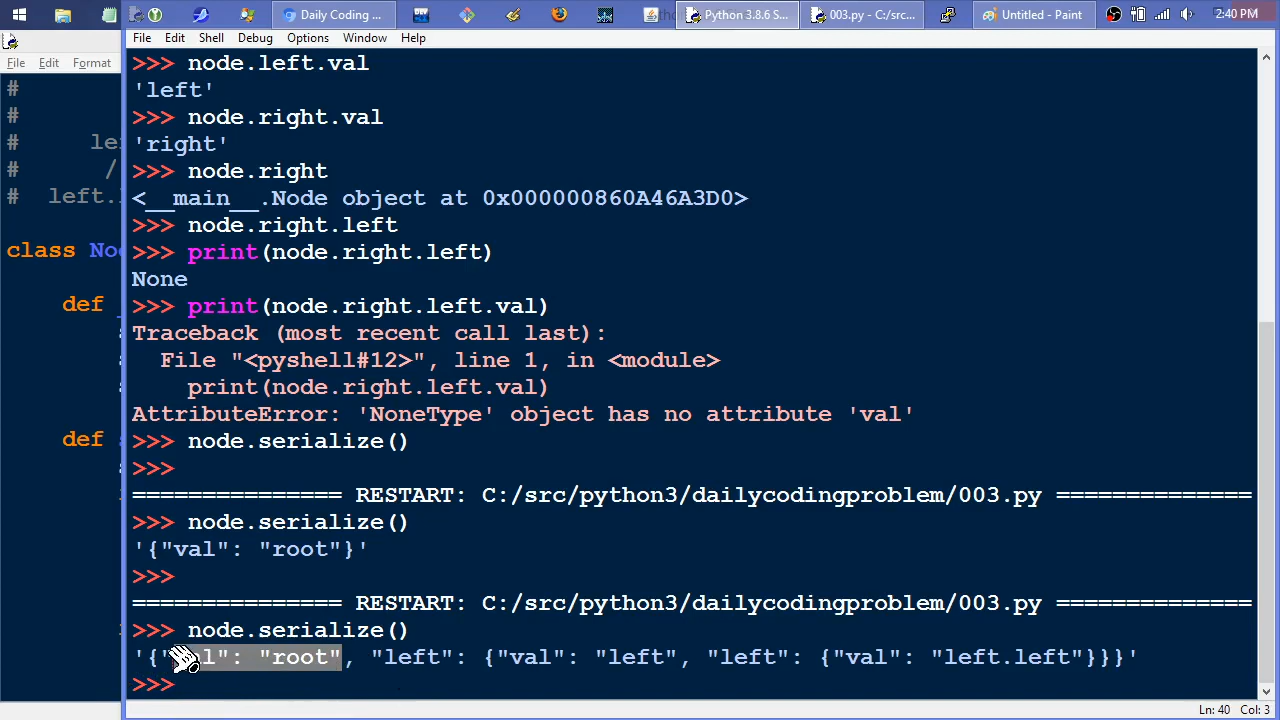 Daily Coding ...
Python 3.8.6 S...
003.py - C:/src/...
Untitled - Paint
2:40 PM
File Edit Shell Debug Options Window Help
File Edit Format
>>> node.left.val
'left'
>>> node.right.val
'right'
>>> node.right
<__main__.Node object at 0x000000860A46A3D0>
>>> node.right.left
>>> print(node.right.left)
None
>>> print(node.right.left.val)
Traceback (most recent call last):
File "<pyshell#12>", line 1, in <module>
print(node.right.left.val)
AttributeError: 'NoneType' object has no attribute 'val'
>>> node.serialize()
>>>
=============== RESTART: C:/src/python3/dailycodingproblem/003.py ==============
>>> node.serialize()
'{"val": "root"}'
>>>
=============== RESTART: C:/src/python3/dailycodingproblem/003.py ==============
>>> node.serialize()
'{"val": "root", "left": {"val": "left", "left": {"val": "left.left"}}}'
>>>
#
#
# le
# /
# left.
class No
def _
def
Ln: 40 Col: 3